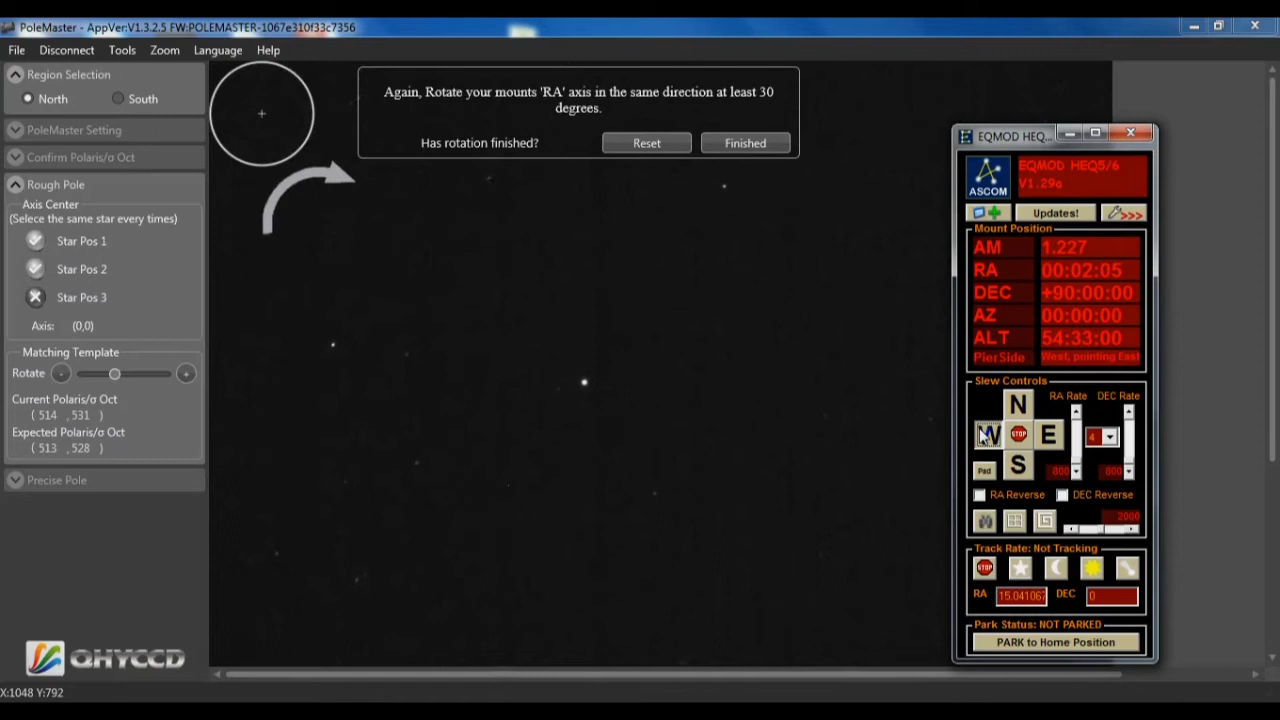 PoleMaster - AppVer:V1.3.2.5 FW:POLEMASTER-1067e310f33c7356
File Disconnect Tools Zoom Language Help
Region Selection
North South
PoleMaster Setting
Confirm Polaris/σ Oct
Rough Pole
Axis Center
(Selece the same star every times)
Star Pos 1
Star Pos 2
Star Pos 3
Axis: (0,0)
Matching Template
Rotate - +
Current Polaris/σ Oct
( 514 ,531 )
Expected Polaris/σ Oct
( 513 ,528 )
Precise Pole
QHYCCD
X:1048 Y:792
Again, Rotate your mounts 'RA' axis in the same direction at least 30
degrees.
Has rotation finished? Reset Finished
EQMOD HEQ...
ASCOM
EQMOD HEQ5/6
V1.29a
Updates! >>>
Mount Position
AM 1.227
RA 00:02:05
DEC +90:00:00
AZ 00:00:00
ALT 54:33:00
PierSide West, pointing East
Slew Controls
RA Rate DEC Rate
N
W STOP E
S
4
Pad
800 800
RA Reverse DEC Reverse
2000
Track Rate: Not Tracking
STOP
RA 15.041067 DEC 0
Park Status: NOT PARKED
PARK to Home Position